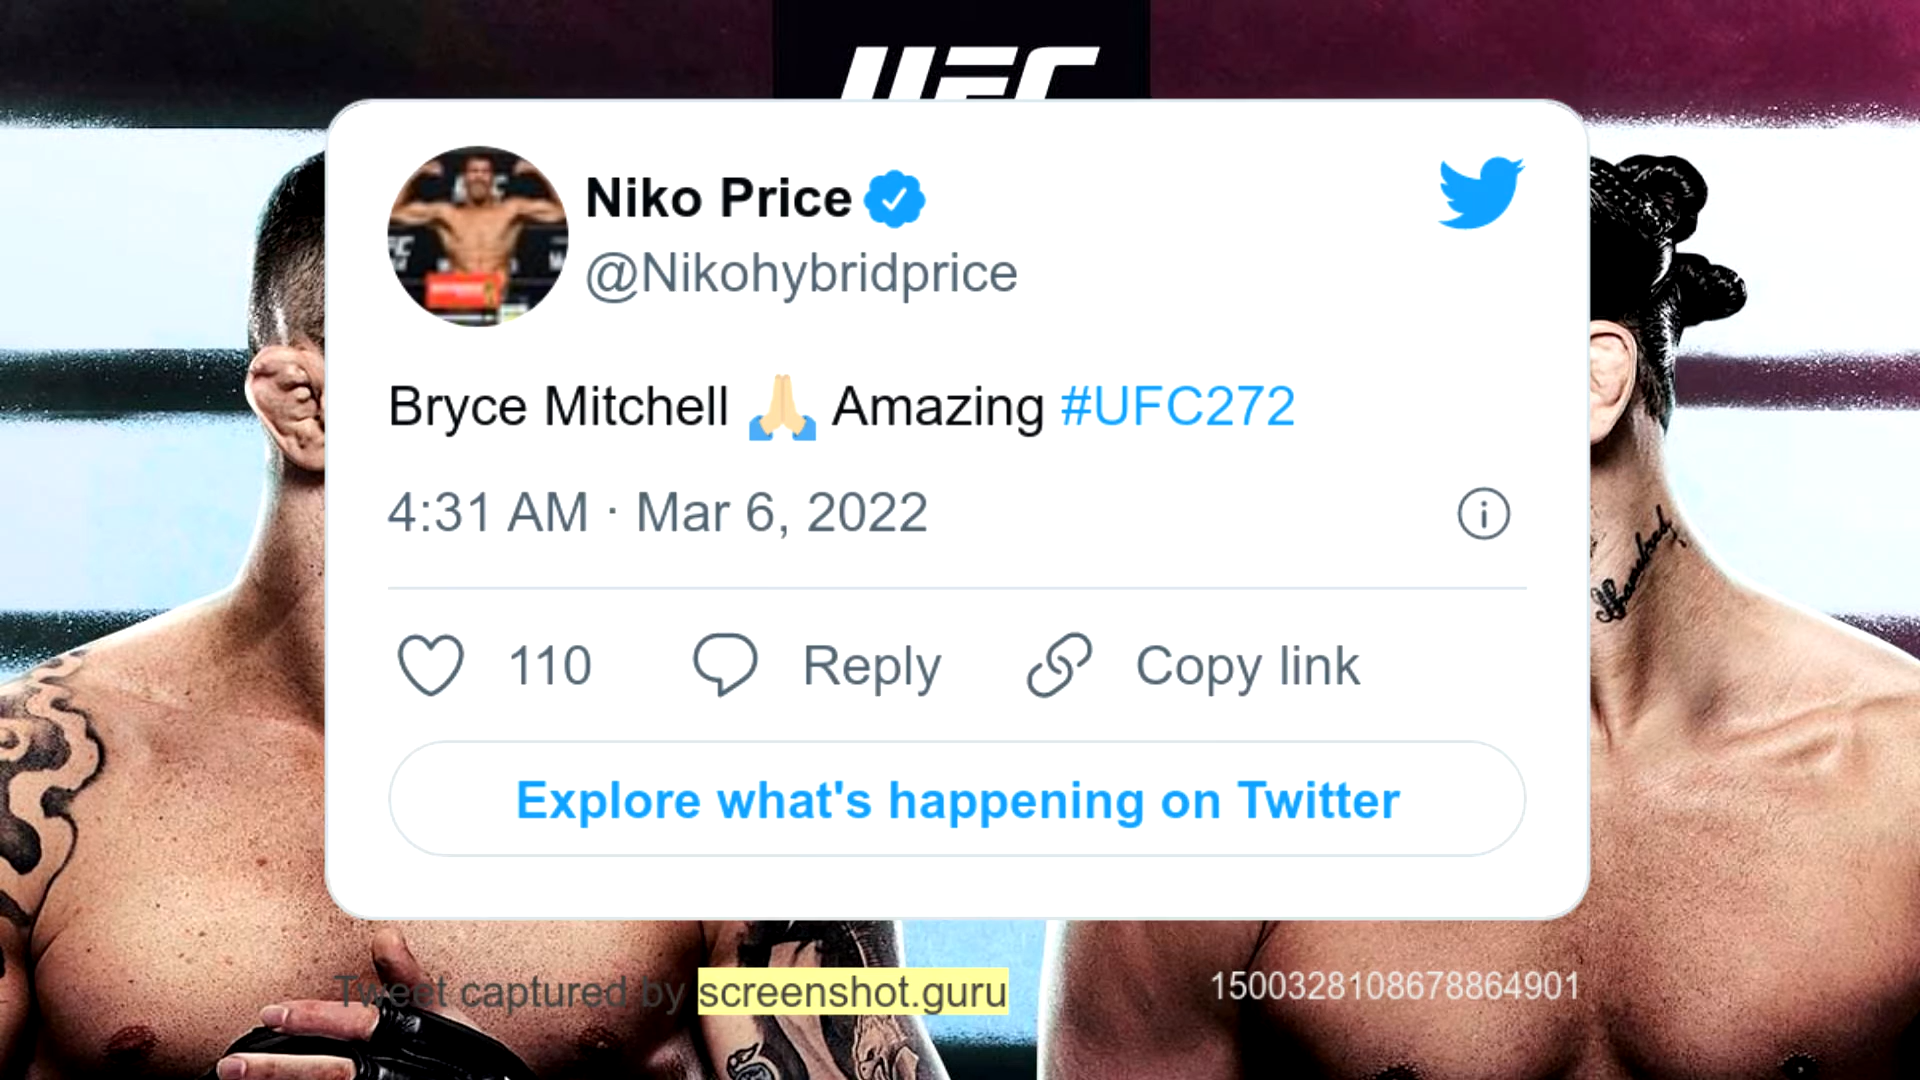 UFC
Niko Price
@Nikohybridprice
Bryce Mitchell 🙏🏼 Amazing #UFC272
4:31 AM · Mar 6, 2022
110 Reply Copy link
Explore what's happening on Twitter
Tweet captured by screenshot.guru
1500328108678864901